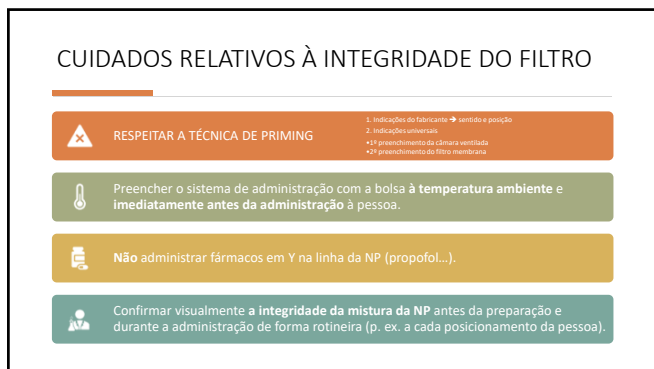 CUIDADOS RELATIVOS À INTEGRIDADE DO FILTRO
RESPEITAR A TÉCNICA DE PRIMING
1. Indicações do fabricante ➔ sentido e posição
2. Indicações universais
•1º preenchimento da câmara ventilada
•2º preenchimento do filtro membrana
Preencher o sistema de administração com a bolsa à temperatura ambiente e
imediatamente antes da administração à pessoa.
Não administrar fármacos em Y na linha da NP (propofol...).
Confirmar visualmente a integridade da mistura da NP antes da preparação e
durante a administração de forma rotineira (p. ex. a cada posicionamento da pessoa).